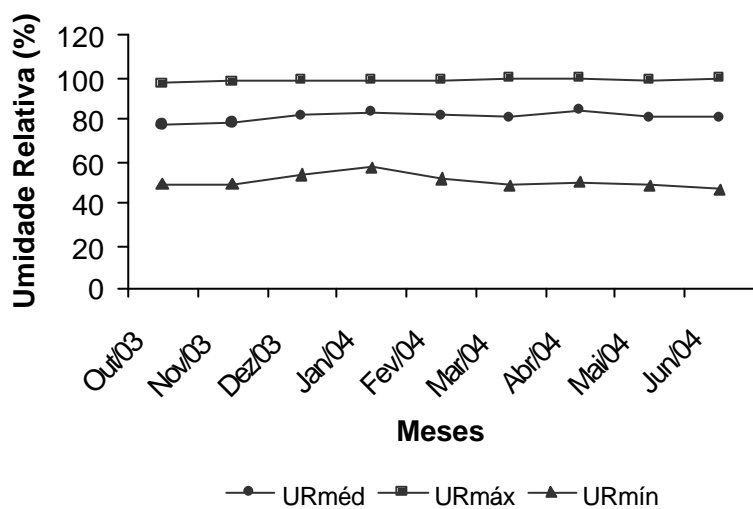 Umidade Relativa (%)
120
100
80
60
40
20
0
Out/03
Nov/03
Dez/03
Jan/04
Fev/04
Mar/04
Abr/04
Mai/04
Jun/04
Meses
URméd
URmáx
URmín